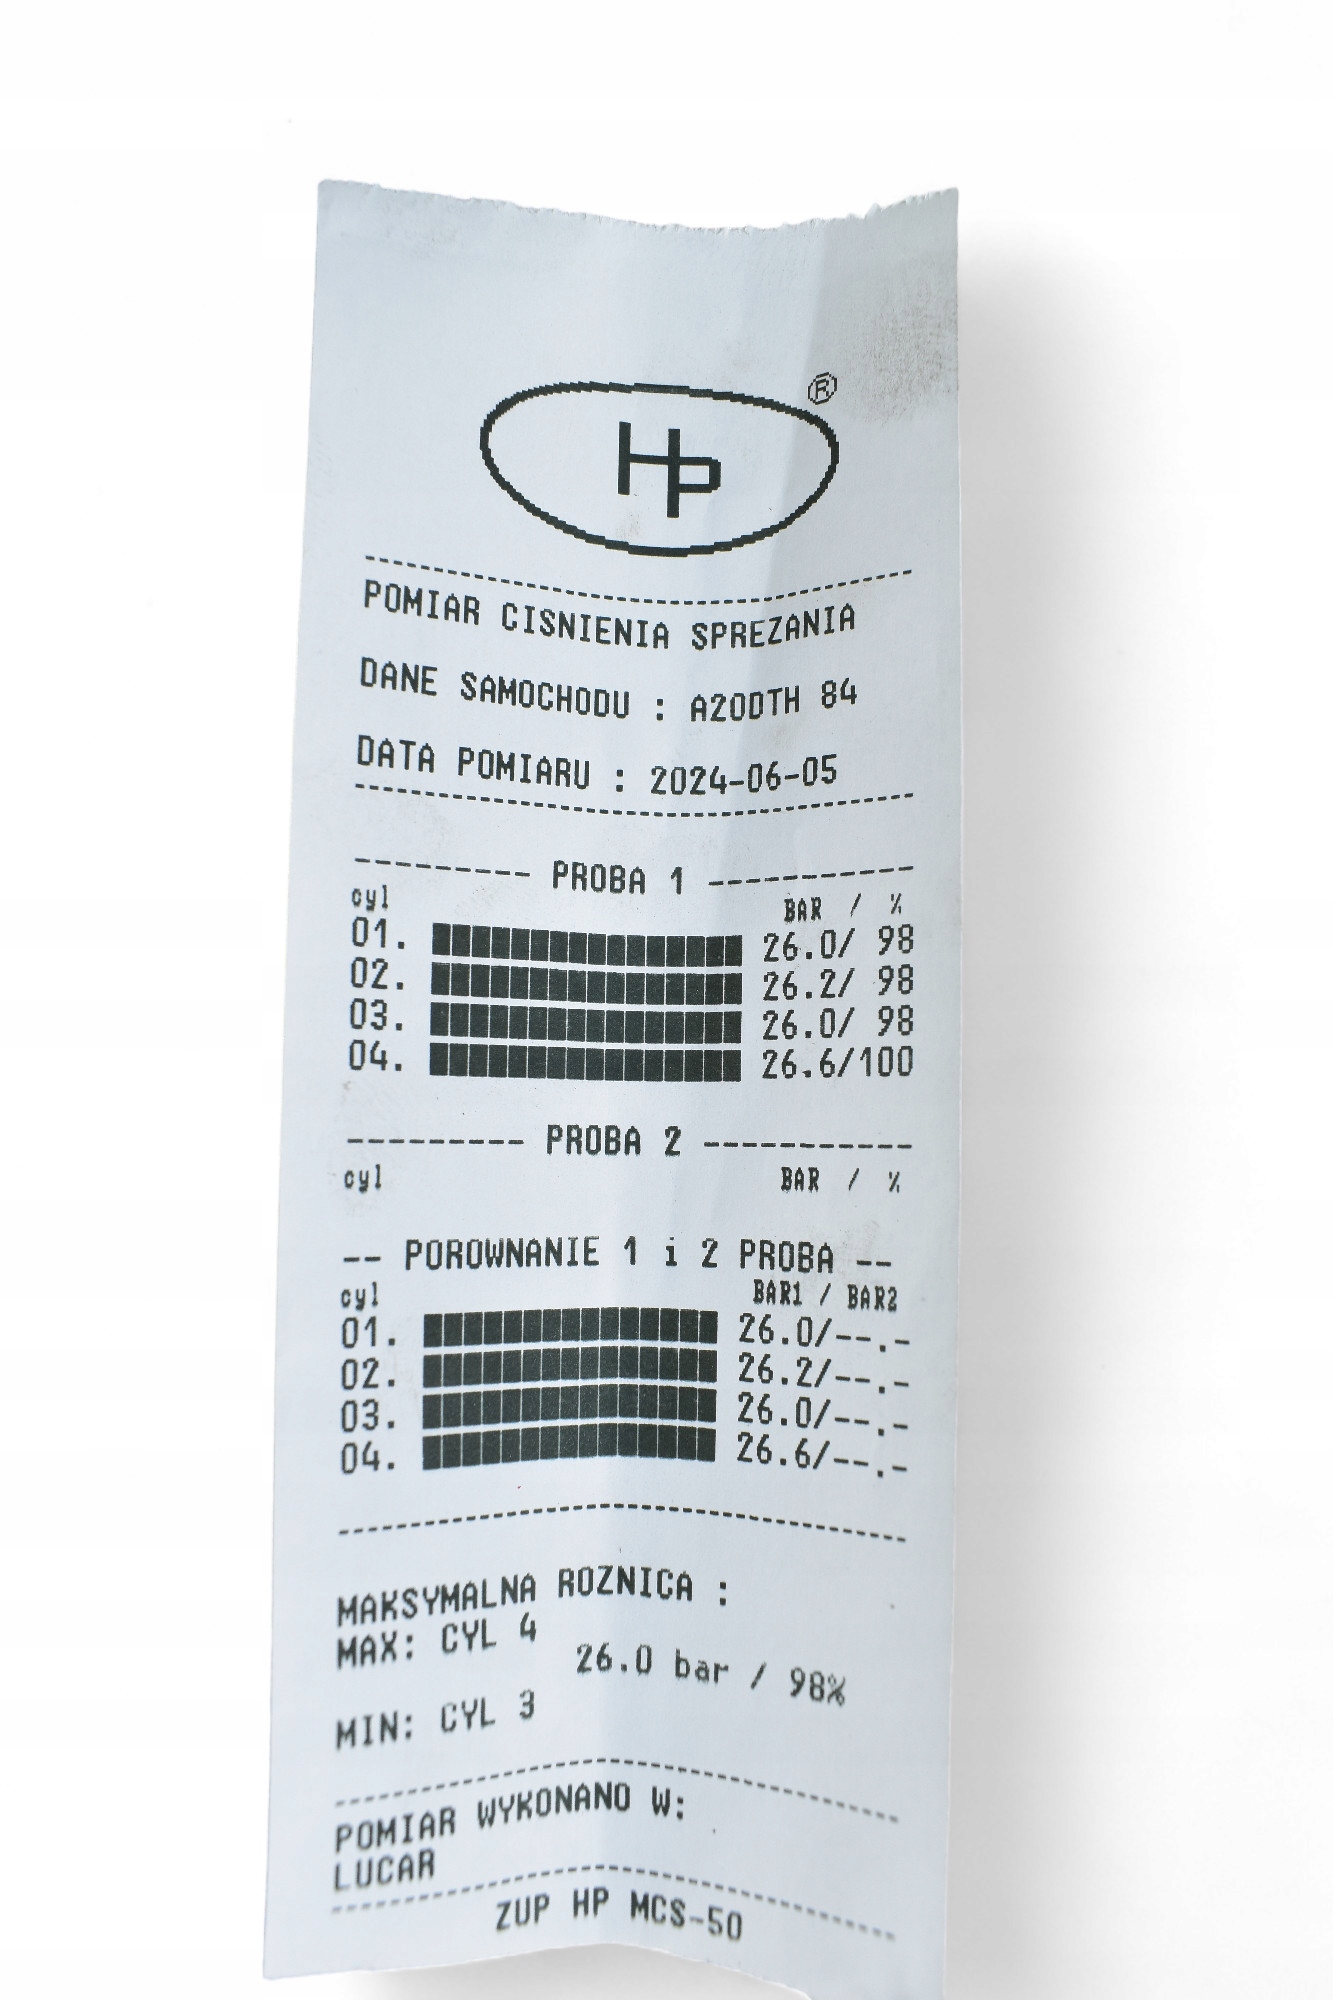 HP ®
POMIAR CISNIENIA SPREZANIA
DANE SAMOCHODU : A20DTH 84
DATA POMIARU : 2024-06-05
--------- PROBA 1 -----------
cyl BAR / %
01. 26.0/ 98
02. 26.2/ 98
03. 26.0/ 98
04. 26.6/100
--------- PROBA 2 -----------
cyl BAR / %
-- POROWNANIE 1 i 2 PROBA --
cyl BAR1 / BAR2
01. 26.0/--.-
02. 26.2/--.-
03. 26.0/--.-
04. 26.6/--.-
MAKSYMALNA ROZNICA :
MAX: CYL 4
26.0 bar / 98%
MIN: CYL 3
POMIAR WYKONANO W:
LUCAR
ZUP HP MCS-50